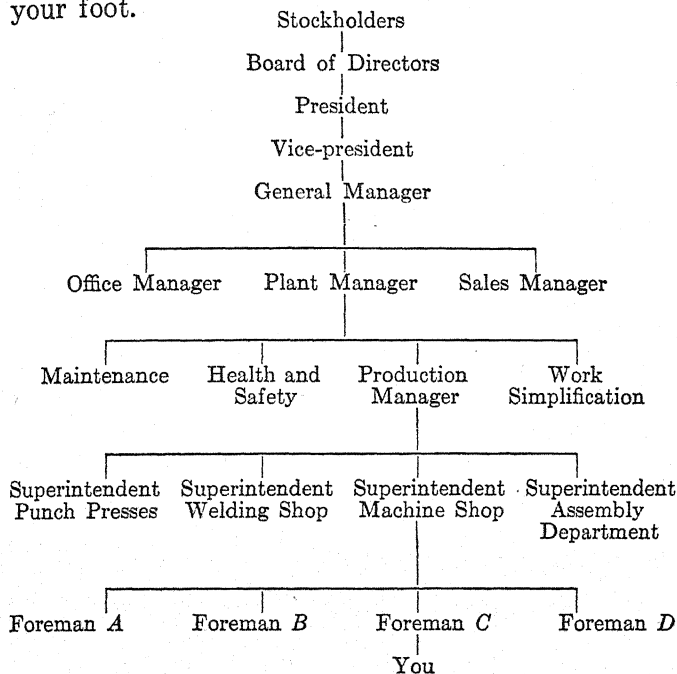 your foot.
Stockholders
Board of Directors
President
Vice-president
General Manager
Office Manager Plant Manager Sales Manager
Maintenance Health and Safety Production Manager Work Simplification
Superintendent Punch Presses Superintendent Welding Shop Superintendent Machine Shop Superintendent Assembly Department
Foreman A Foreman B Foreman C Foreman D
You